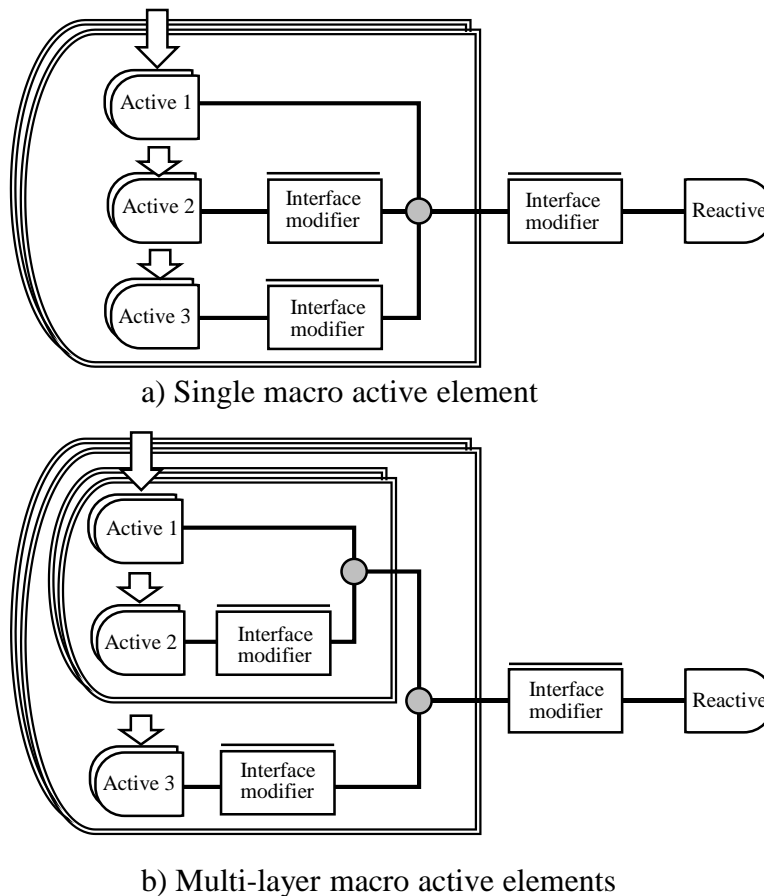 Active 1
Active 2
Interface
modifier
Interface
modifier
Reactive
Active 3
Interface
modifier
a) Single macro active element
Active 1
Active 2
Interface
modifier
Interface
modifier
Reactive
Active 3
Interface
modifier
b) Multi-layer macro active elements